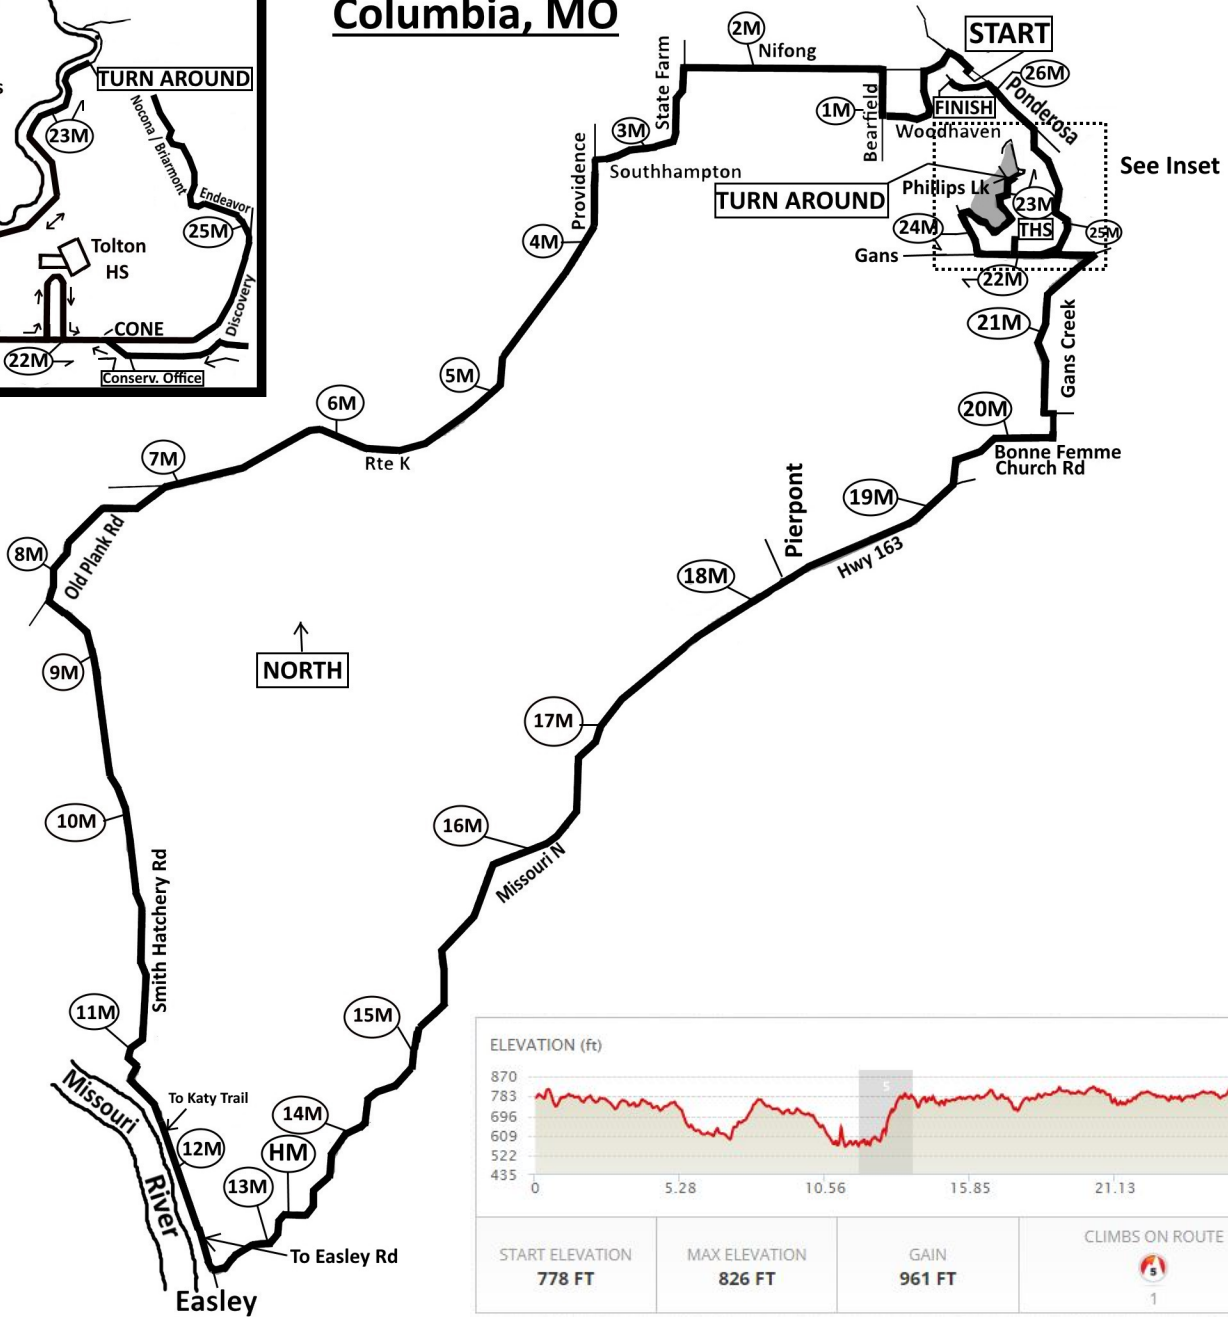 Columbia, MO
START
2M
Nifong
State Farm
26M
Ponderosa
TURN AROUND
Nocona / Briarmont
23M
Endeavor
25M
Tolton
HS
Discovery
CONE
22M
Conserv. Office
1M
Bearfield
FINISH
Woodhaven
3M
Southhampton
Providence
See Inset
TURN AROUND
Phillips Lk
23M
24M
THS
25M
4M
Gans
22M
21M
Gans Creek
5M
6M
Rte K
20M
Bonne Femme
Church Rd
7M
Pierpont
19M
Hwy 163
8M
Old Plank Rd
18M
NORTH
9M
17M
10M
16M
Missouri N
Smith Hatchery Rd
11M
15M
Missouri
River
To Katy Trail
14M
12M
HM
13M
To Easley Rd
Easley
ELEVATION (ft)
870
783
696
609
522
435
5
0
5.28
10.56
15.85
21.13
START ELEVATION
778 FT
MAX ELEVATION
826 FT
GAIN
961 FT
CLIMBS ON ROUTE
5
1